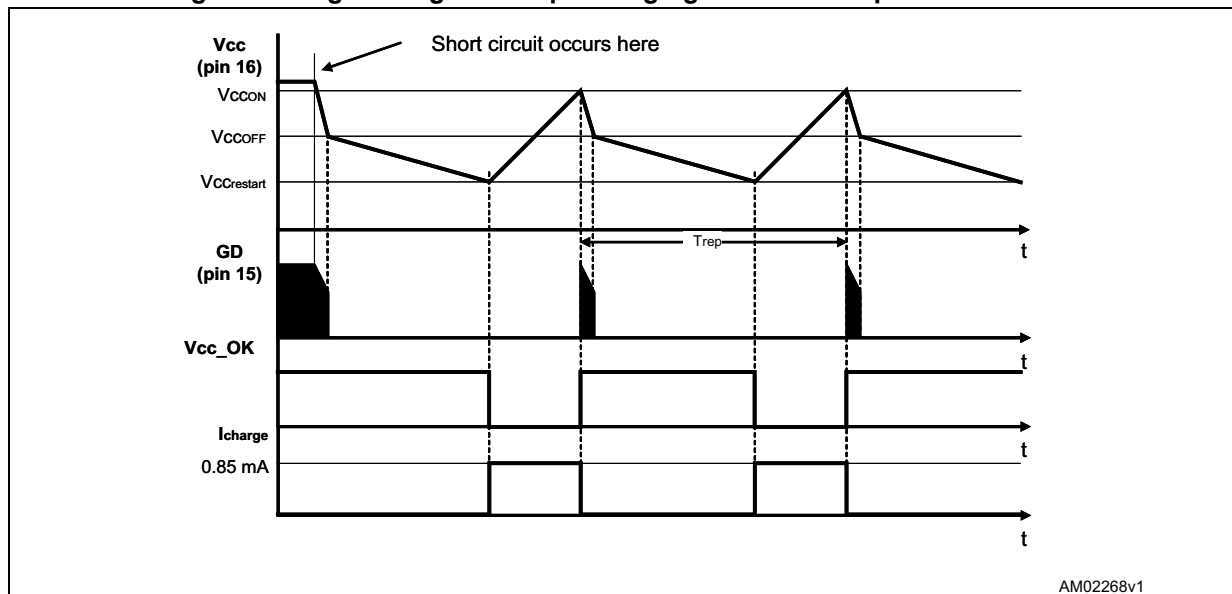 Vcc
(pin 16)
Short circuit occurs here
VCCON
VCCOFF
VCCrestart
t
Trep
GD
(pin 15)
t
Vcc_OK
t
Icharge
0.85 mA
t
AM02268v1